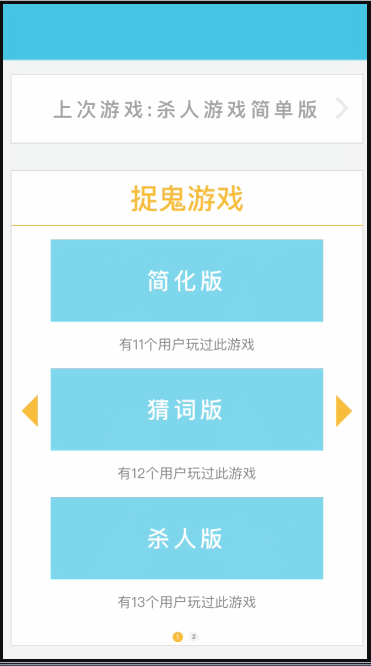 上次游戏:杀人游戏简单版
捉鬼游戏
简化版
有11个用户玩过此游戏
猜词版
有12个用户玩过此游戏
杀人版
有13个用户玩过此游戏
1 2